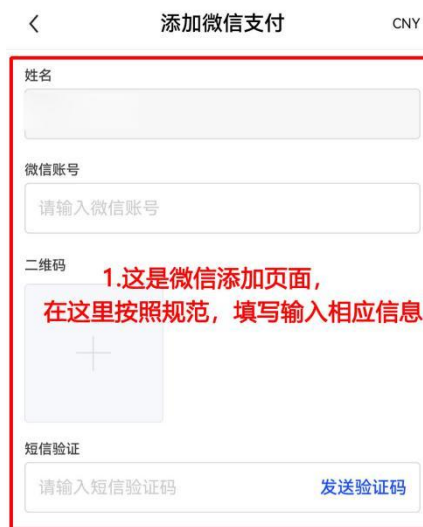 添加微信支付
CNY
姓名
微信账号
请输入微信账号
二维码
1.这是微信添加页面，
在这里按照规范，填写输入相应信息
短信验证
请输入短信验证码
发送验证码